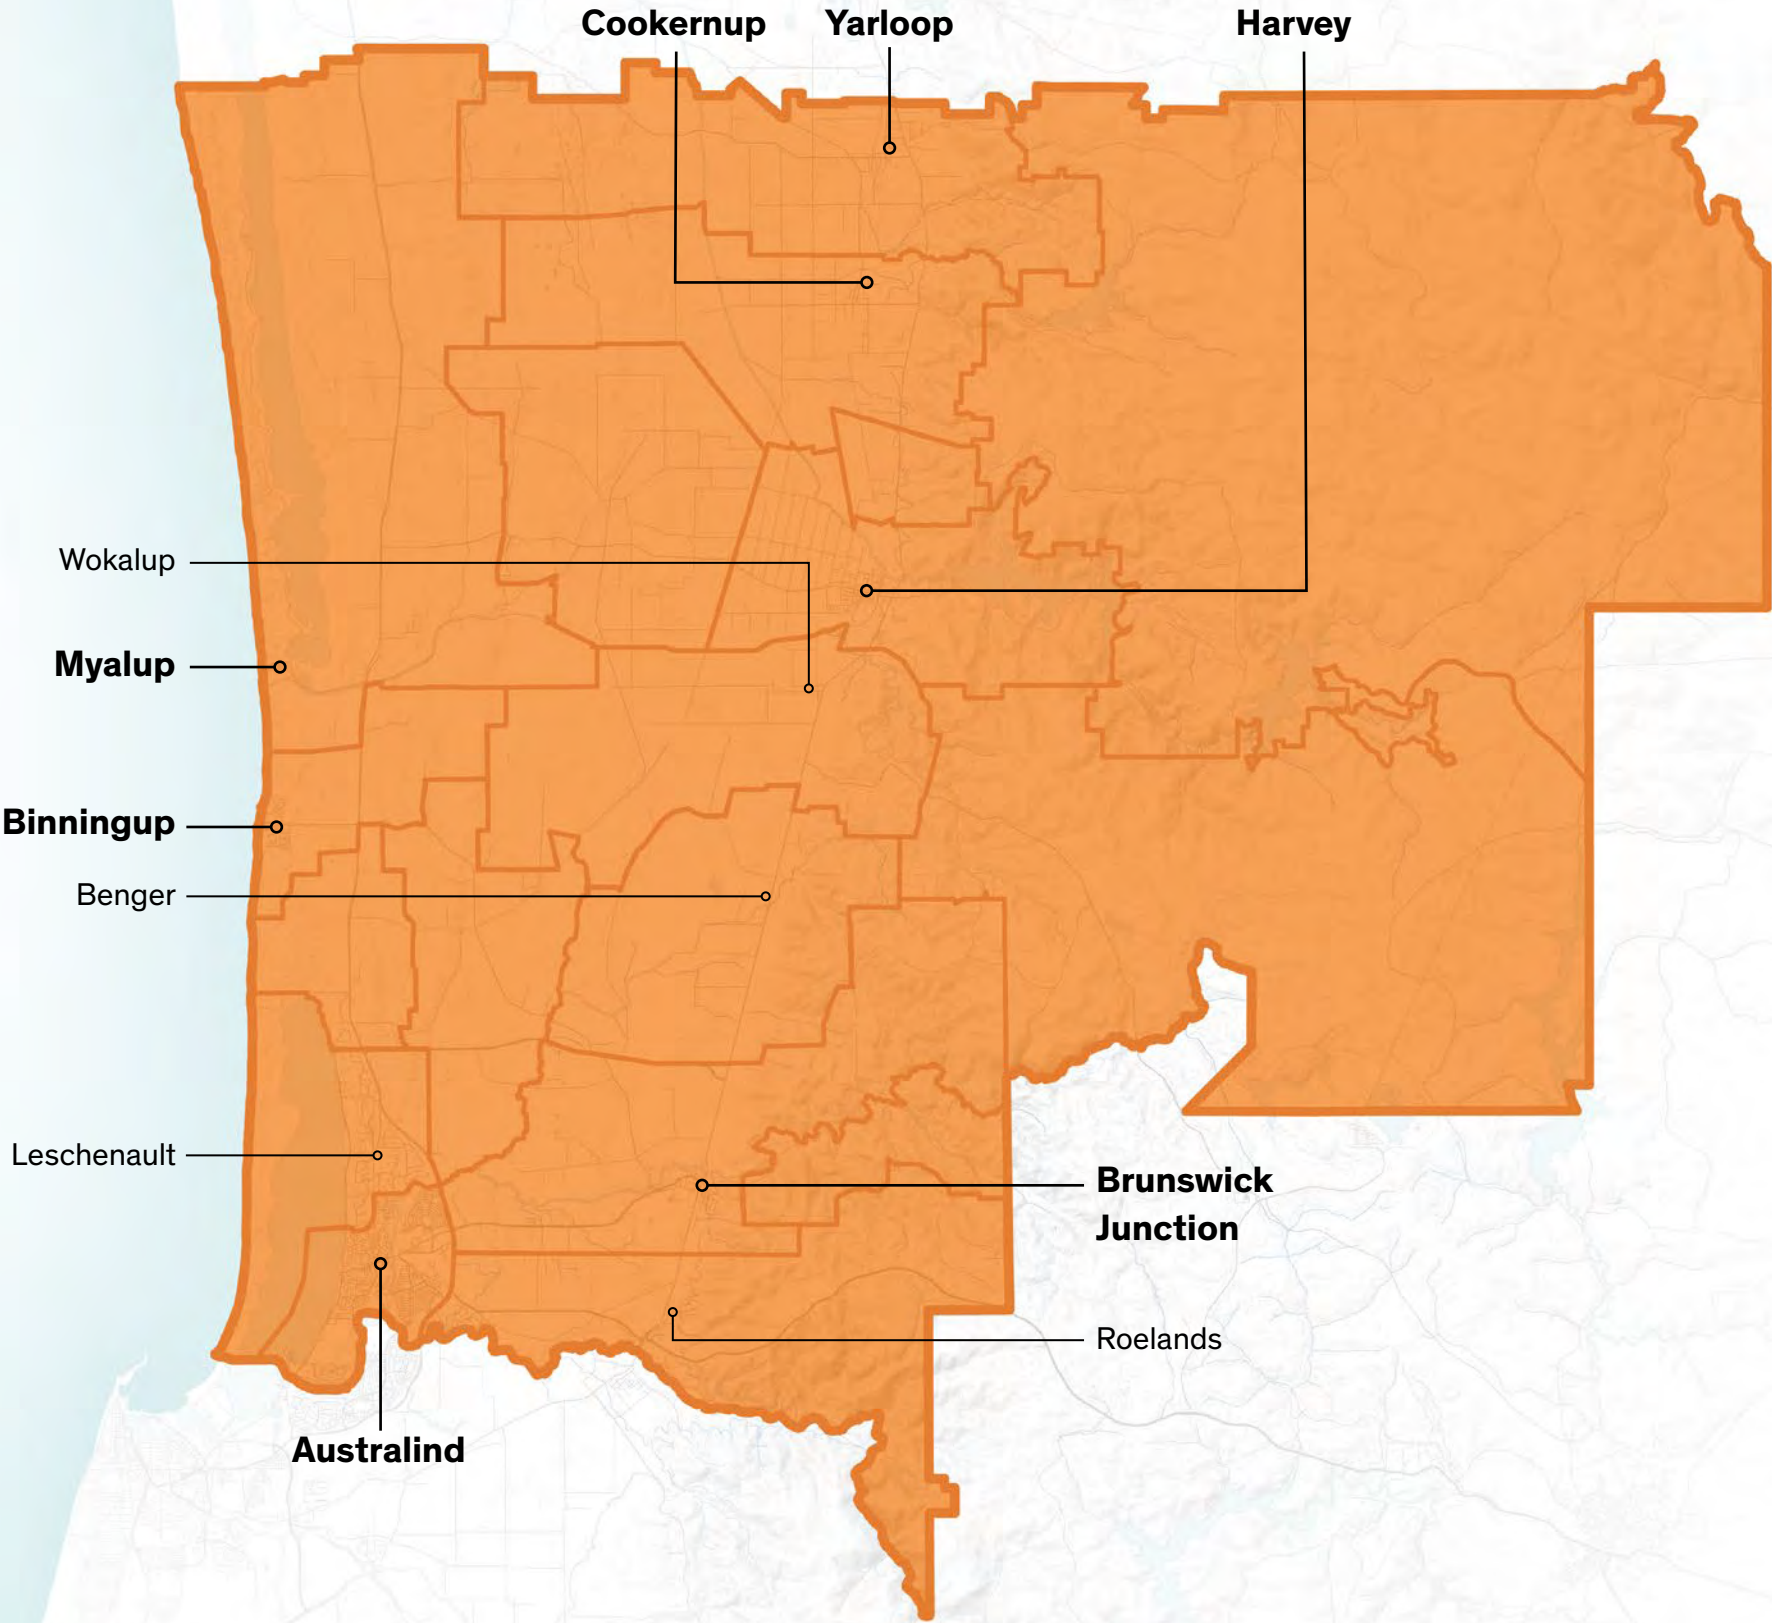 Cookernup
Yarloop
Harvey
Wokalup
Myalup
Binningup
Benger
Leschenault
Brunswick
Junction
Roelands
Australind